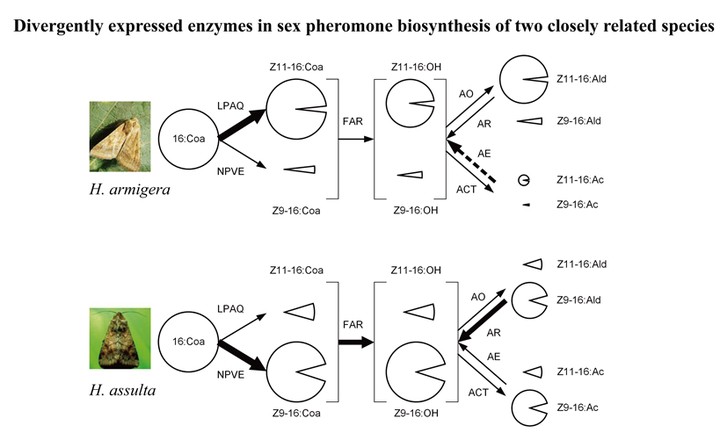 Divergently expressed enzymes in sex pheromone biosynthesis of two closely related species
Z11-16:Coa
Z11-16:OH
LPAQ
16:Coa
NPVE
FAR
Z9-16:Coa
Z9-16:OH
AO
AR
AE
ACT
Z11-16:Ald
Z9-16:Ald
Z11-16:Ac
Z9-16:Ac
H. armigera
Z11-16:Coa
Z11-16:OH
LPAQ
16:Coa
NPVE
FAR
Z9-16:Coa
Z9-16:OH
AO
AR
AE
ACT
Z11-16:Ald
Z9-16:Ald
Z11-16:Ac
Z9-16:Ac
H. assulta